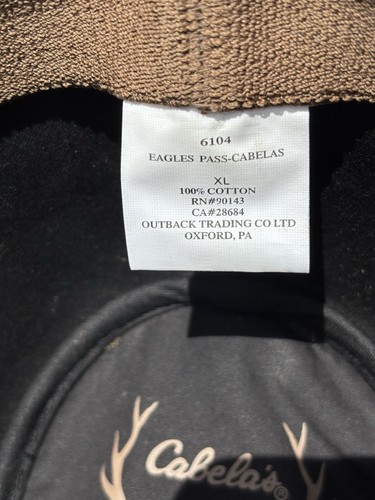 6104
EAGLES PASS-CABELAS
XL
100% COTTON
RN#90143
CA#28684
OUTBACK TRADING CO LTD
OXFORD, PA
Cabela's©